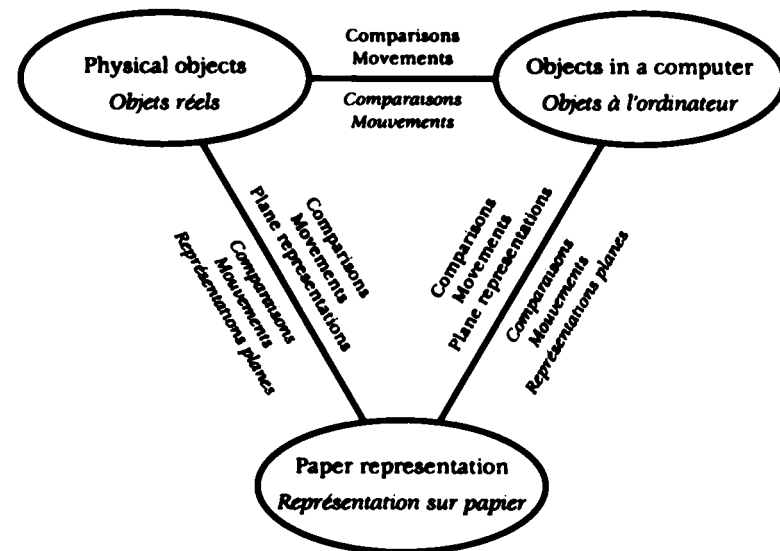 Physical objects
Objets réels
Comparisons
Movements
Comparaisons
Mouvements
Objects in a computer
Objets à l'ordinateur
Comparisons
Movements
Plane representations
Comparaisons
Mouvements
Représentations planes
Comparisons
Movements
Plane representations
Comparaisons
Mouvements
Représentations planes
Paper representation
Représentation sur papier